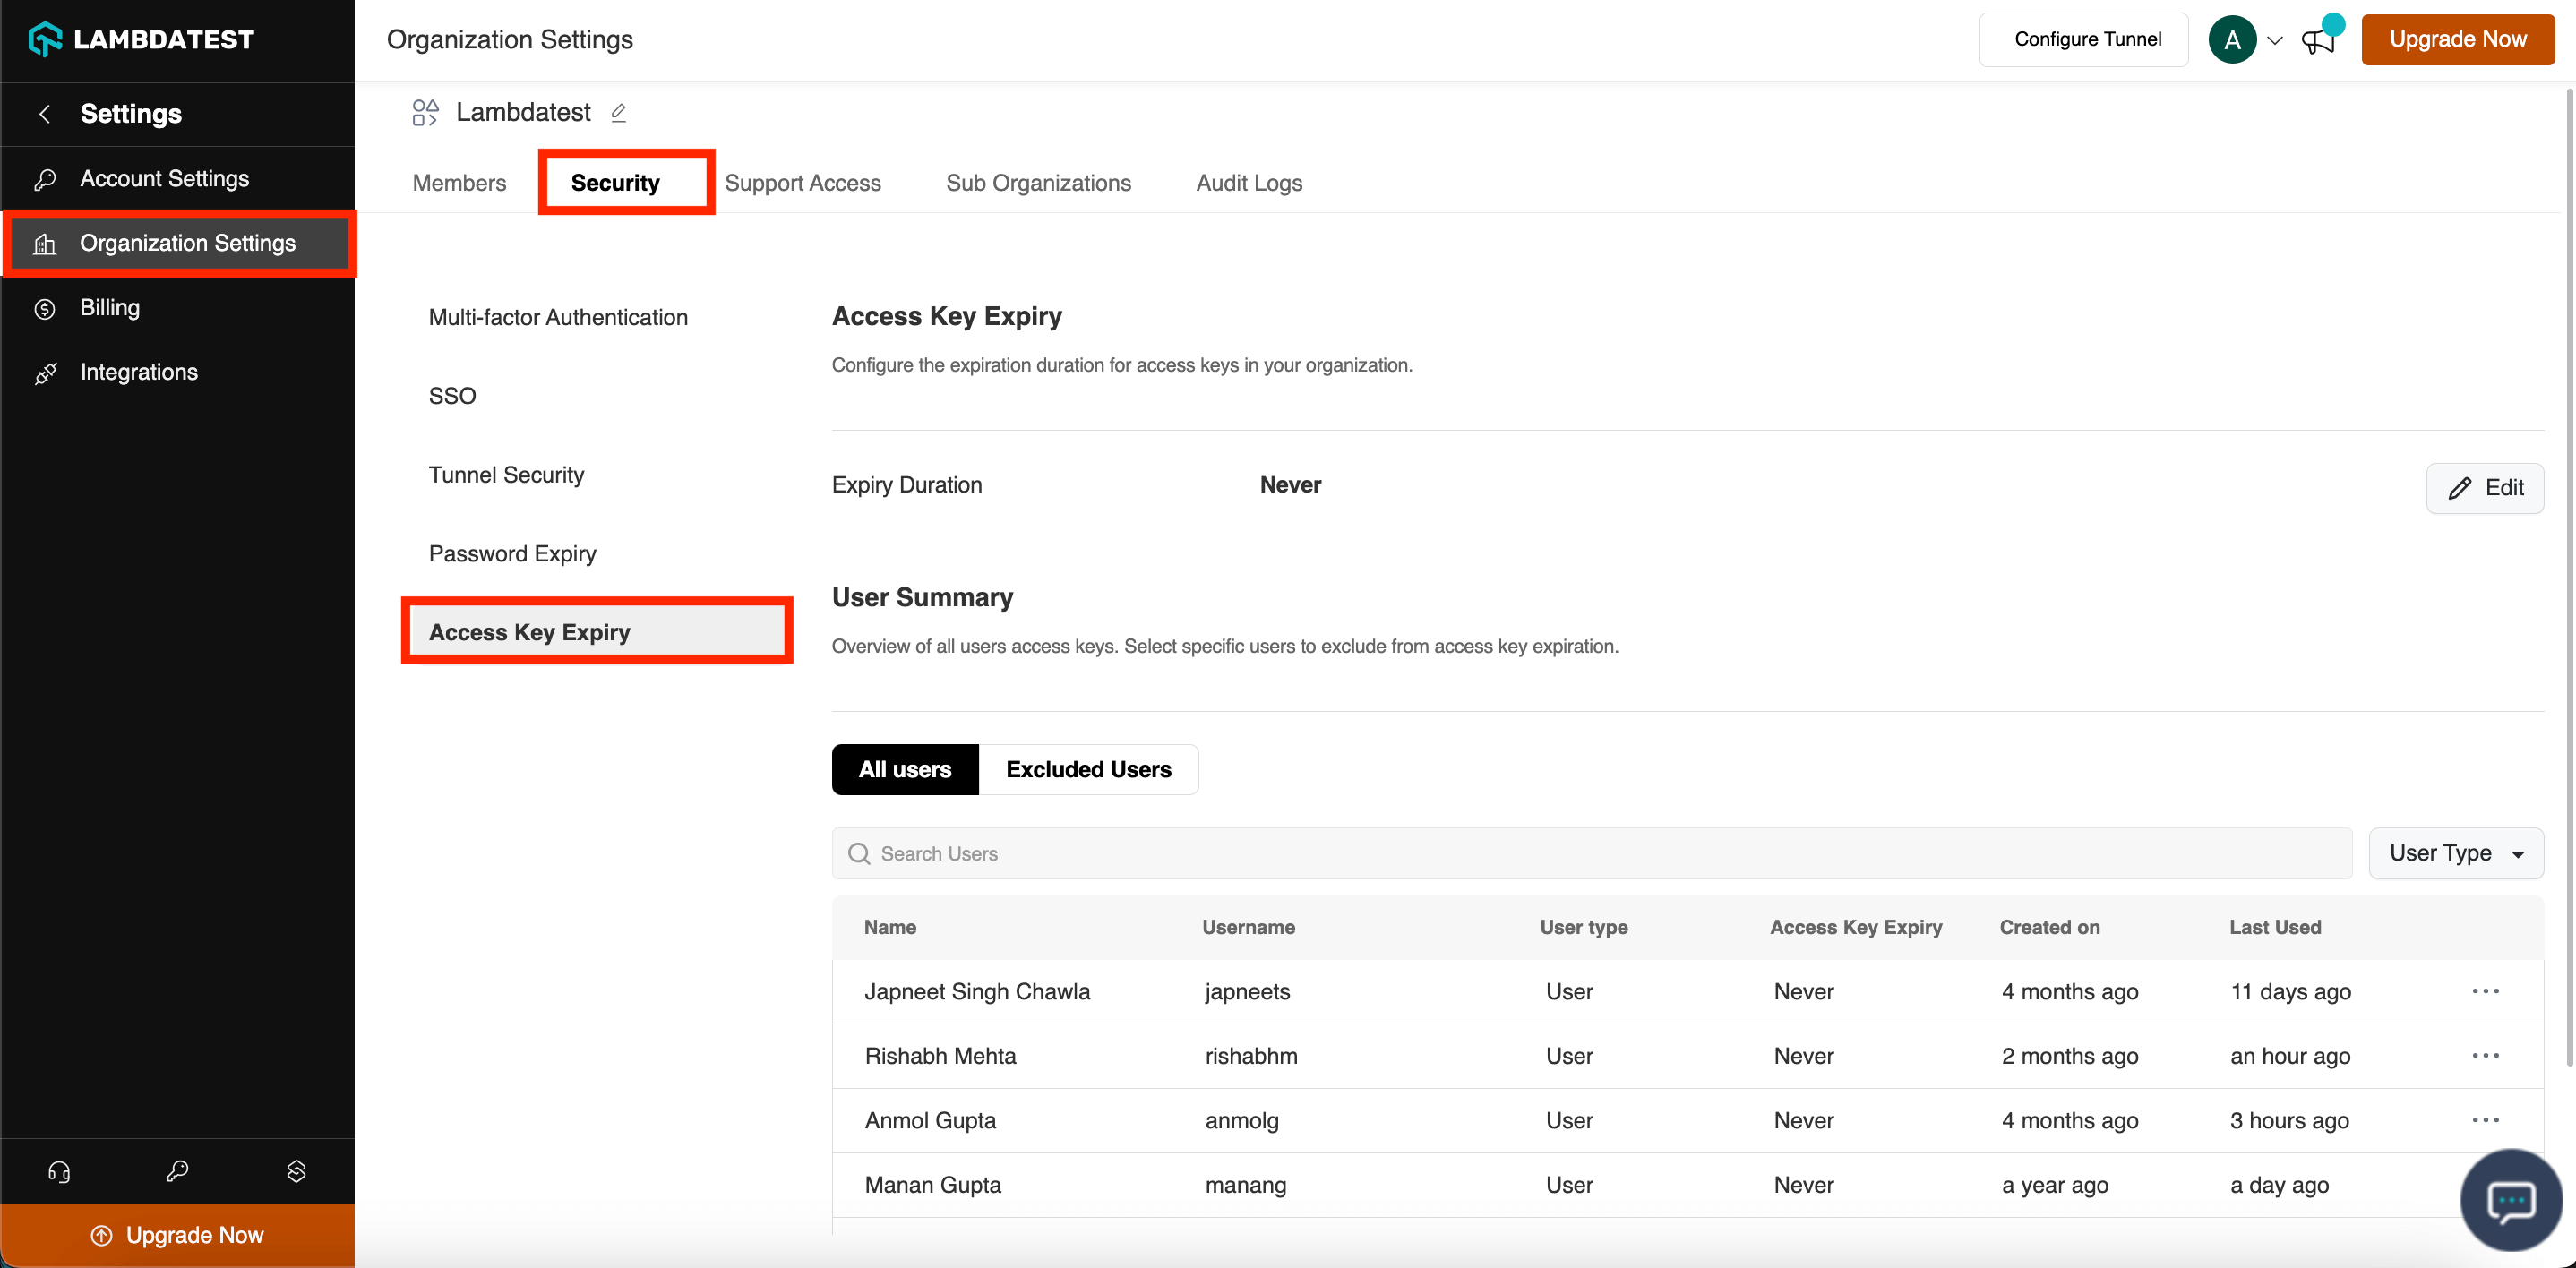 LAMBDATEST
Organization Settings
Configure Tunnel
A
Upgrade Now
Settings
Account Settings
Organization Settings
Billing
Integrations
Upgrade Now
Lambdatest
Members Security Support Access Sub Organizations Audit Logs
Multi-factor Authentication
SSO
Tunnel Security
Password Expiry
Access Key Expiry
Access Key Expiry
Configure the expiration duration for access keys in your organization.
Expiry Duration Never Edit
User Summary
Overview of all users access keys. Select specific users to exclude from access key expiration.
All users Excluded Users
Search Users User Type
Name Username User type Access Key Expiry Created on Last Used
Japneet Singh Chawla japneets User Never 4 months ago 11 days ago
Rishabh Mehta rishabhm User Never 2 months ago an hour ago
Anmol Gupta anmolg User Never 4 months ago 3 hours ago
Manan Gupta manang User Never a year ago a day ago